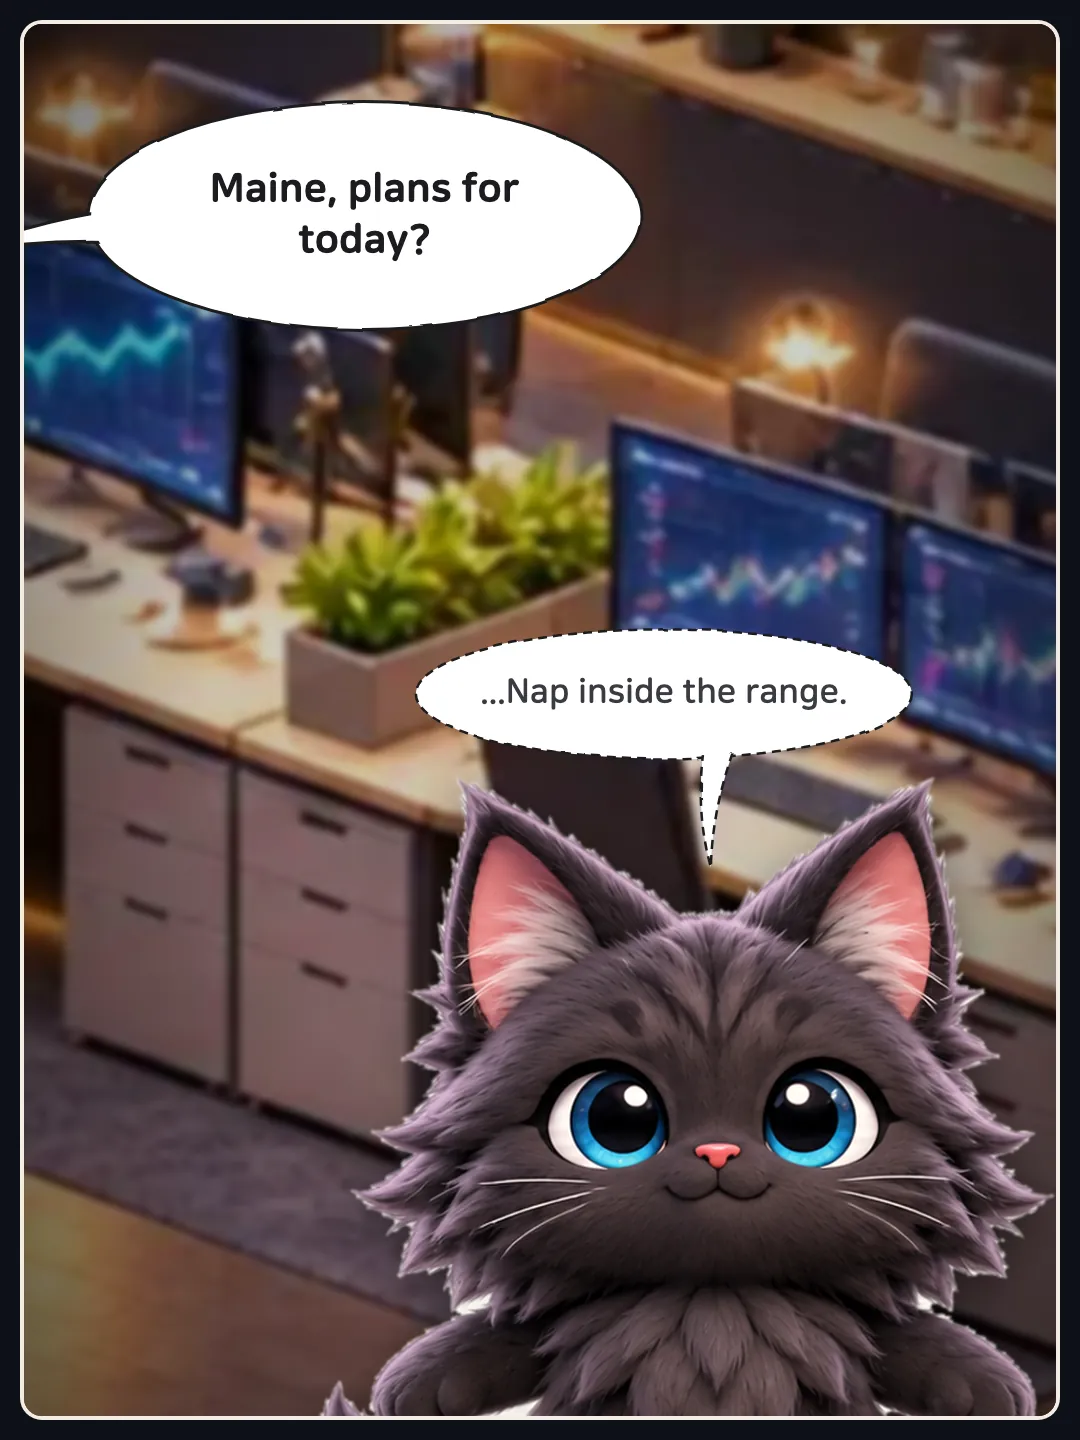 Maine, plans for
today?
...Nap inside the range.